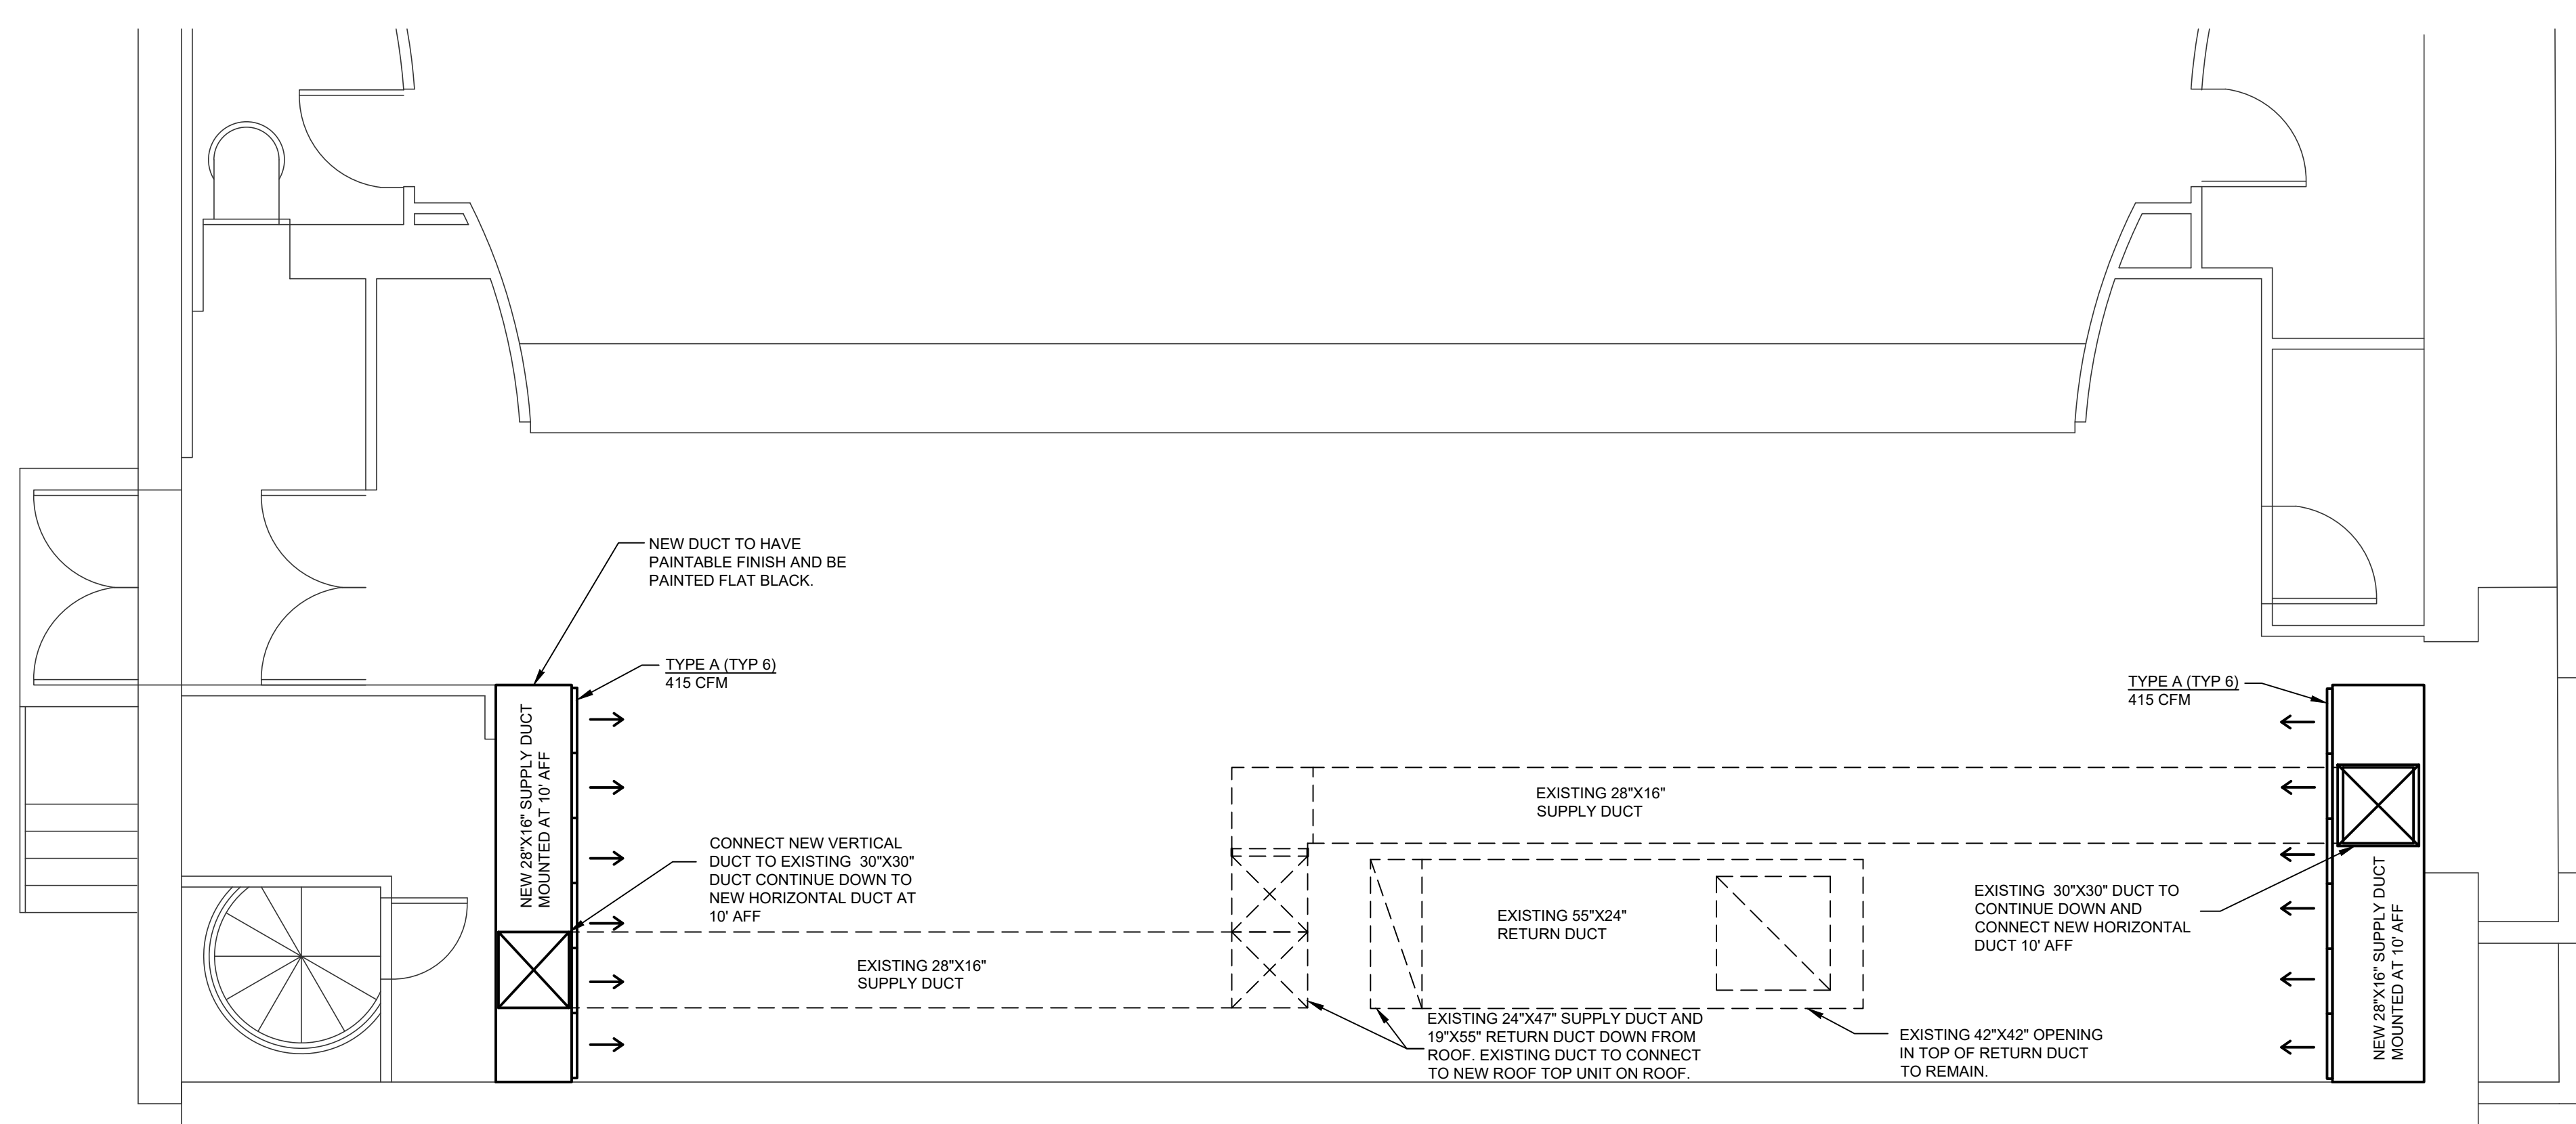 NEW DUCT TO HAVE
PAINTABLE FINISH AND BE
PAINTED FLAT BLACK.
TYPE A (TYP 6)
415 CFM
TYPE A (TYP 6)
415 CFM
NEW 28"X16" SUPPLY DUCT
MOUNTED AT 10' AFF
EXISTING 28"X16"
SUPPLY DUCT
CONNECT NEW VERTICAL
DUCT TO EXISTING  30"X30"
DUCT CONTINUE DOWN TO
NEW HORIZONTAL DUCT AT
10' AFF
EXISTING  30"X30" DUCT TO
CONTINUE DOWN AND
CONNECT NEW HORIZONTAL
DUCT 10' AFF
NEW 28"X16" SUPPLY DUCT
MOUNTED AT 10' AFF
EXISTING 55"X24"
RETURN DUCT
EXISTING 28"X16"
SUPPLY DUCT
EXISTING 24"X47" SUPPLY DUCT AND
19"X55" RETURN DUCT DOWN FROM
ROOF. EXISTING DUCT TO CONNECT
TO NEW ROOF TOP UNIT ON ROOF.
EXISTING 42"X42" OPENING
IN TOP OF RETURN DUCT
TO REMAIN.